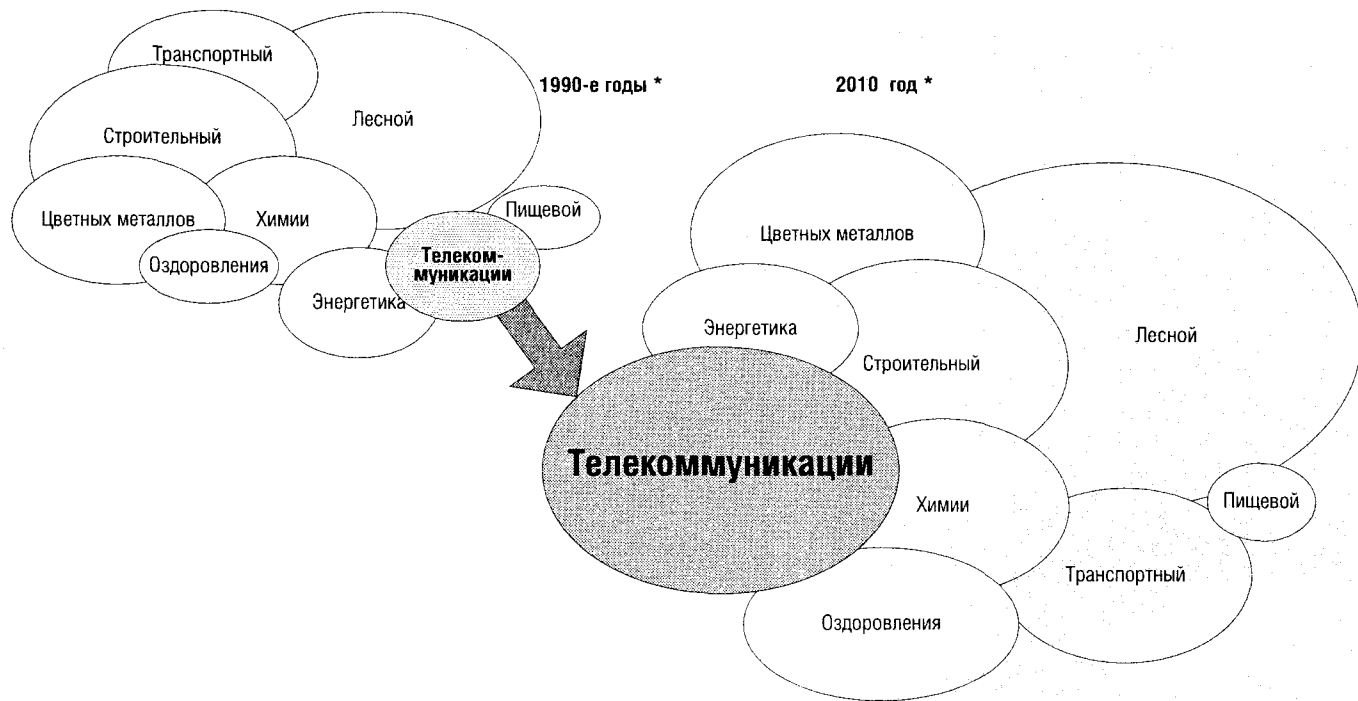 Транспортный
1990-е годы *
2010 год *
Лесной
Строительный
Цветных металлов
Химии
Пищевой
Оздоровления
Телеком-
муникации
Энергетика
Цветных металлов
Энергетика
Лесной
Строительный
Телекоммуникации
Химии
Пищевой
Транспортный
Оздоровления